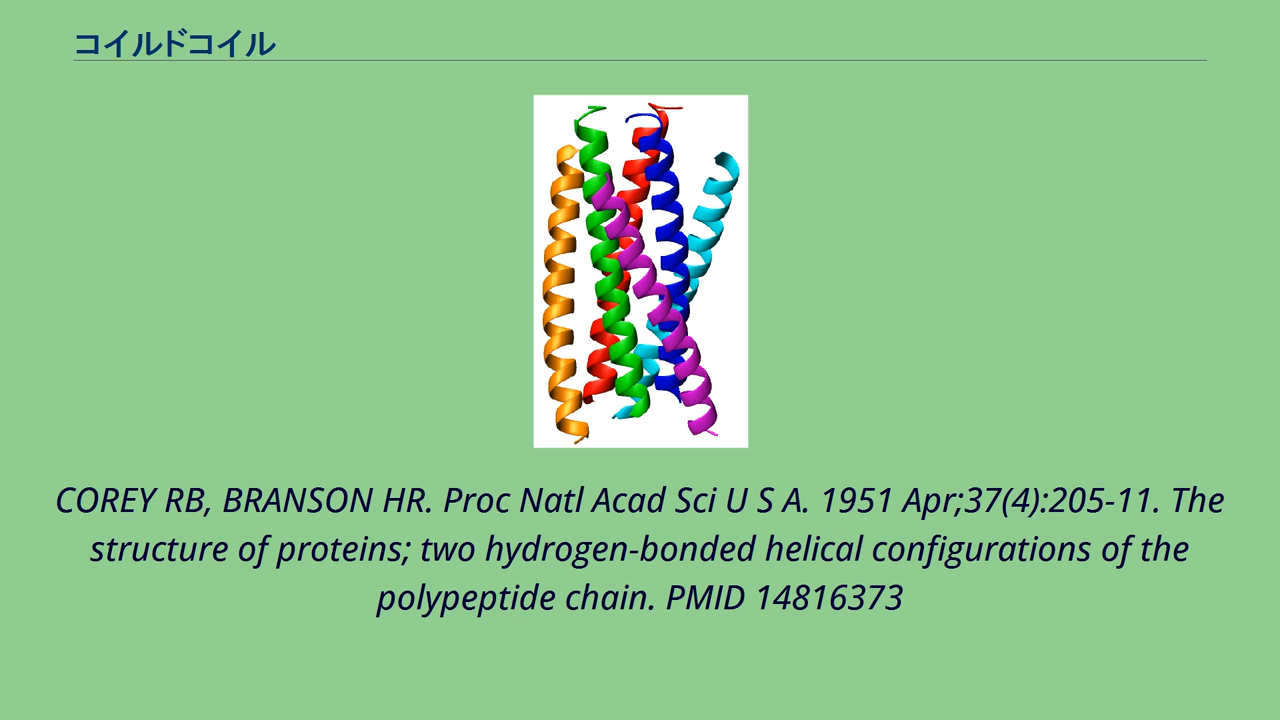 コイルドコイル
COREY RB, BRANSON HR. Proc Natl Acad Sci U S A. 1951 Apr;37(4):205-11. The
structure of proteins; two hydrogen-bonded helical configurations of the
polypeptide chain. PMID 14816373